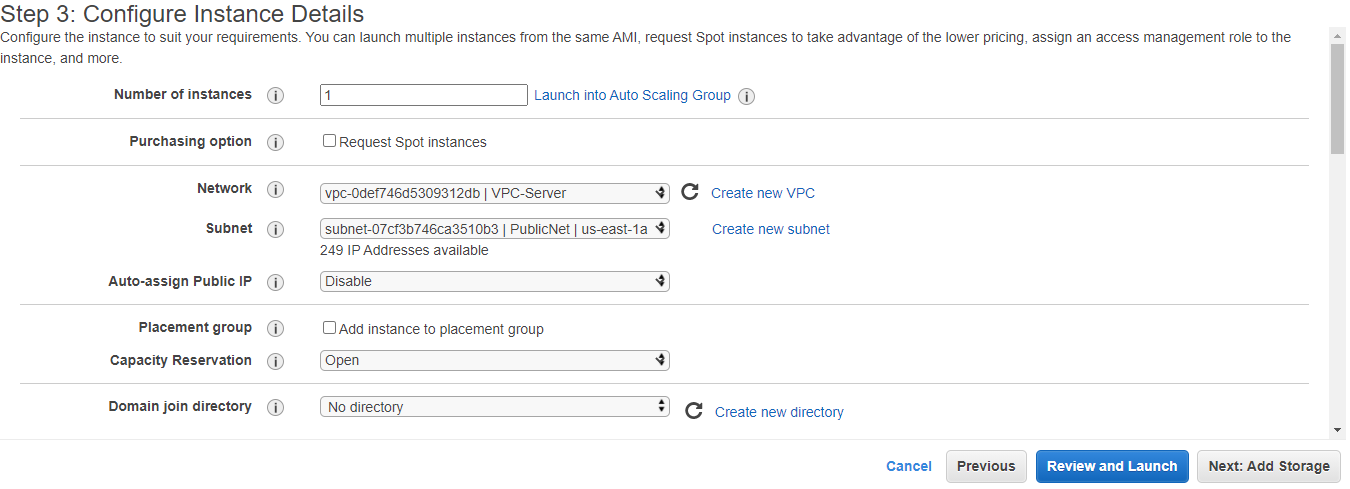 Step 3: Configure Instance Details
Configure the instance to suit your requirements. You can launch multiple instances from the same AMI, request Spot instances to take advantage of the lower pricing, assign an access management role to the
instance, and more.
Number of instances i 1 Launch into Auto Scaling Group i
Purchasing option i Request Spot instances
Network i vpc-0def746d5309312db | VPC-Server Create new VPC
Subnet i subnet-07cf3b746ca3510b3 | PublicNet | us-east-1a Create new subnet
249 IP Addresses available
Auto-assign Public IP i Disable
Placement group i Add instance to placement group
Capacity Reservation i Open
Domain join directory i No directory Create new directory
Cancel Previous Review and Launch Next: Add Storage